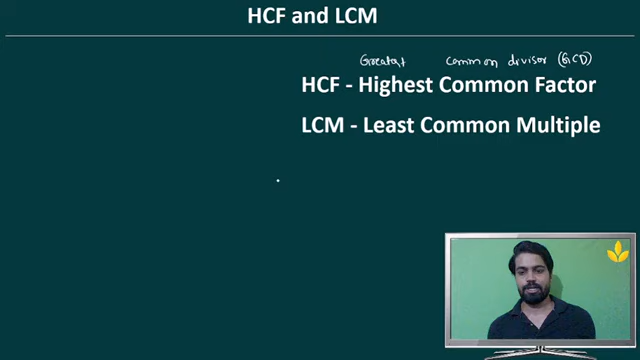 HCF and LCM
Greatest common divisor (GCD)
HCF - Highest Common Factor
LCM - Least Common Multiple